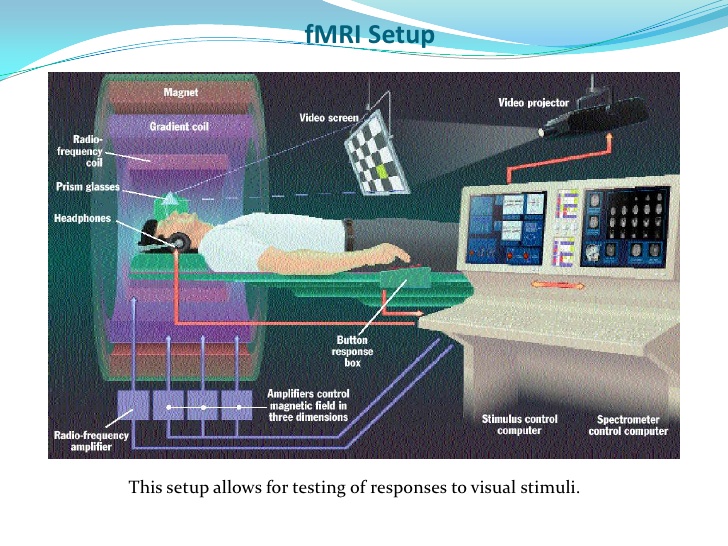 fMRI Setup
Magnet
Gradient coil
Radio-
frequency
coil
Prism glasses
Headphones
Video screen
Video projector
Button
response
box
Amplifiers control
magnetic field in
three dimensions
Radio-frequency
amplifier
Stimulus control
computer
Spectrometer
control computer
This setup allows for testing of responses to visual stimuli.